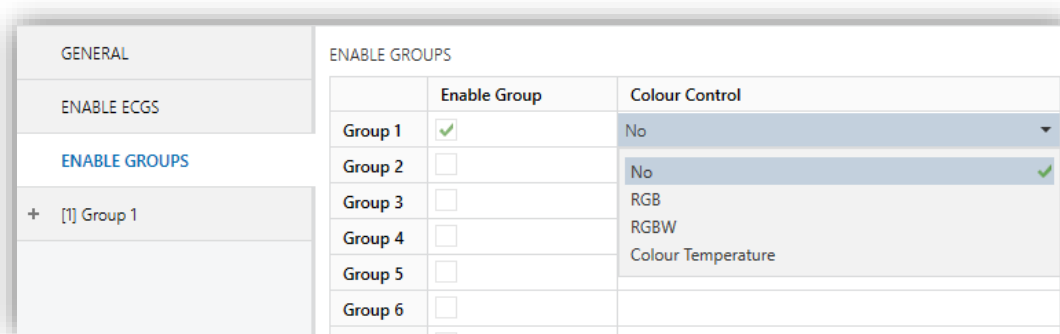 GENERAL
ENABLE ECGS
ENABLE GROUPS
+ [1] Group 1
ENABLE GROUPS
Enable Group Colour Control
Group 1 No
Group 2
Group 3
Group 4
Group 5
Group 6
No
RGB
RGBW
Colour Temperature